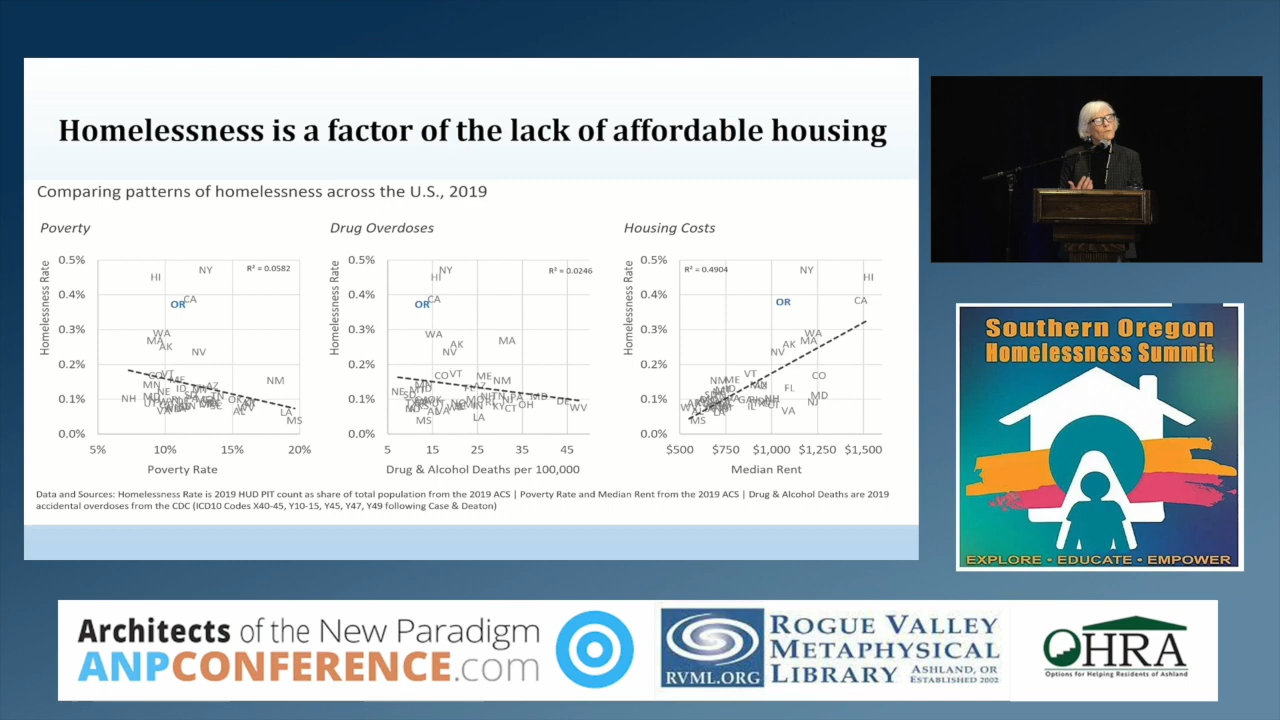 Homelessness is a factor of the lack of affordable housing
Comparing patterns of homelessness across the U.S., 2019
Poverty
Homelessness Rate
0.5%
0.4%
0.3%
0.2%
0.1%
0.0%
R² = 0.0582
NY
HI
CA
OR
WA
MA
AK
NV
VT
NM
MN
NH
AZ
LA
MS
5%
10%
15%
20%
Poverty Rate
Drug Overdoses
Homelessness Rate
0.5%
0.4%
0.3%
0.2%
0.1%
0.0%
R² = 0.0246
NY
HI
CA
OR
WA
AK
MA
NV
CO
VT
ME
NM
NE
OH
DE
WV
LA
MS
5
15
25
35
45
Drug & Alcohol Deaths per 100,000
Housing Costs
Homelessness Rate
0.5%
0.4%
0.3%
0.2%
0.1%
0.0%
R² = 0.4904
NY
HI
CA
OR
WA
MA
AK
NV
VT
CO
NM
ME
FL
MD
NJ
VA
MS
$500
$750
$1,000
$1,250
$1,500
Median Rent
Data and Sources: Homelessness Rate is 2019 HUD PIT count as share of total population from the 2019 ACS | Poverty Rate and Median Rent from the 2019 ACS | Drug & Alcohol Deaths are 2019
accidental overdoses from the CDC (ICD10 Codes X40-45, Y10-15, Y45, Y47, Y49 following Case & Deaton)
Southern Oregon
Homelessness Summit
EXPLORE • EDUCATE • EMPOWER
Architects of the New Paradigm
ANPCONFERENCE.com
RVML.ORG
ROGUE VALLEY
METAPHYSICAL
LIBRARY
ASHLAND, OR
ESTABLISHED 2002
OHRA
Options for Helping Residents of Ashland